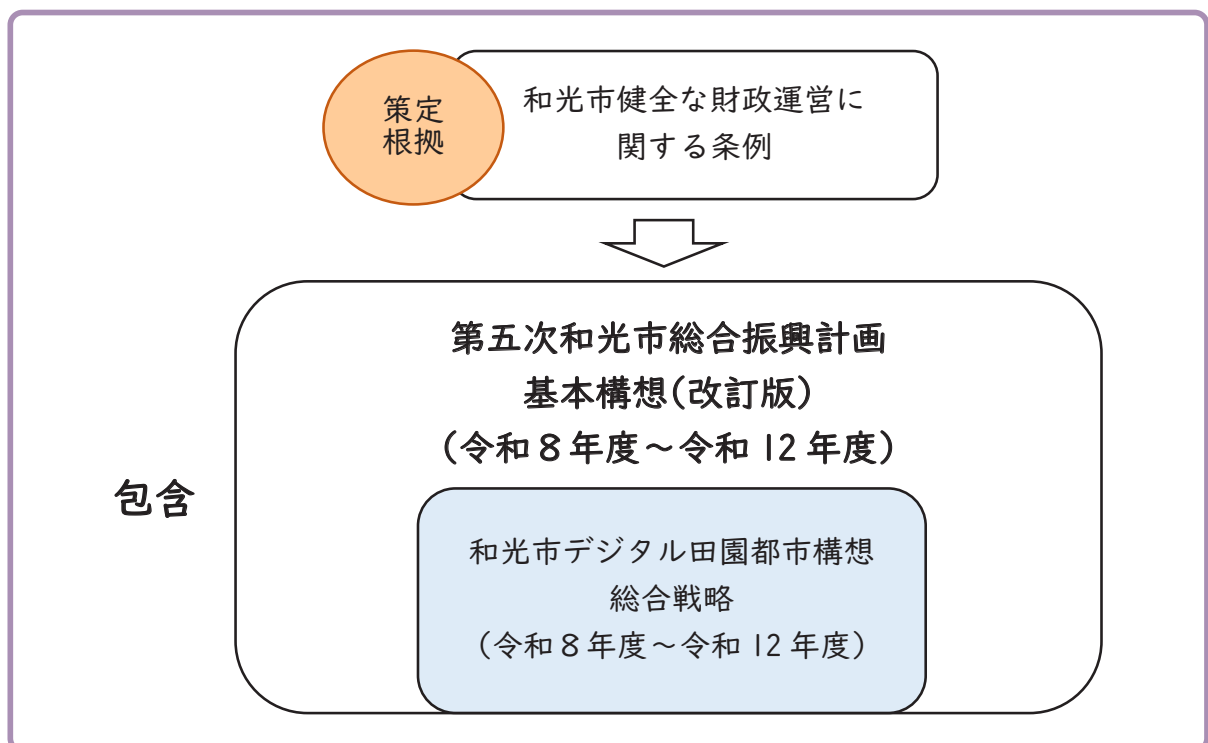 策定
根拠
和光市健全な財政運営に
関する条例
第五次和光市総合振興計画
基本構想(改訂版)
(令和8年度～令和12年度)
包含
和光市デジタル田園都市構想
総合戦略
(令和8年度～令和12年度)